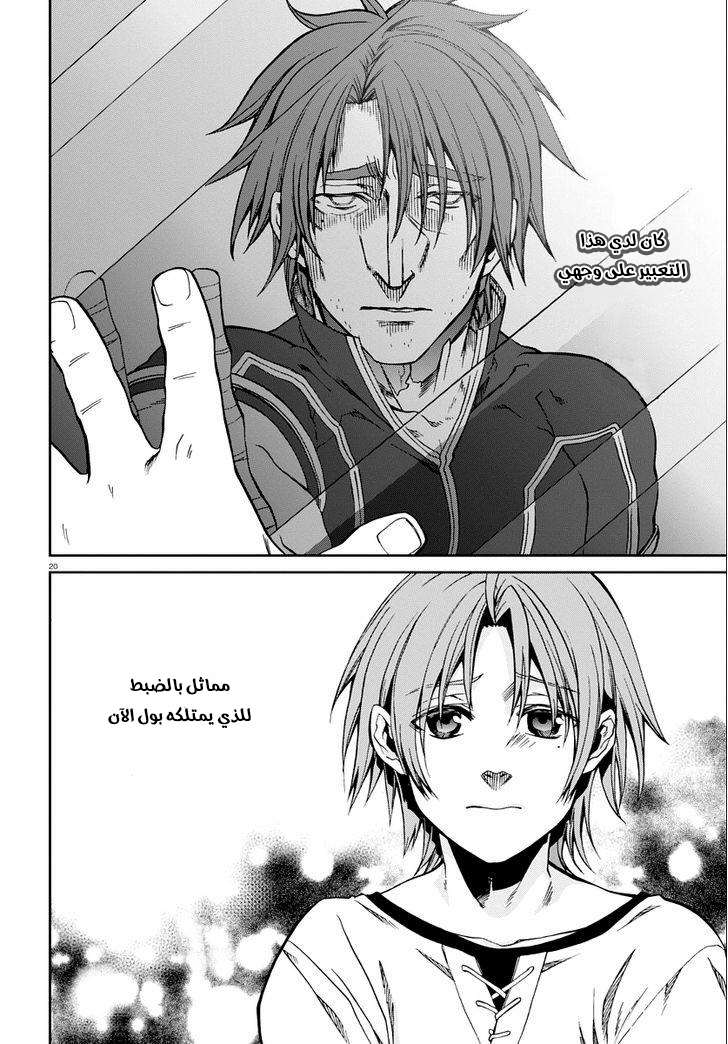 كان لدي هذا
التعبير على وجهي
20
مماثل بالضبط
للذي يمتلكه بول الآن